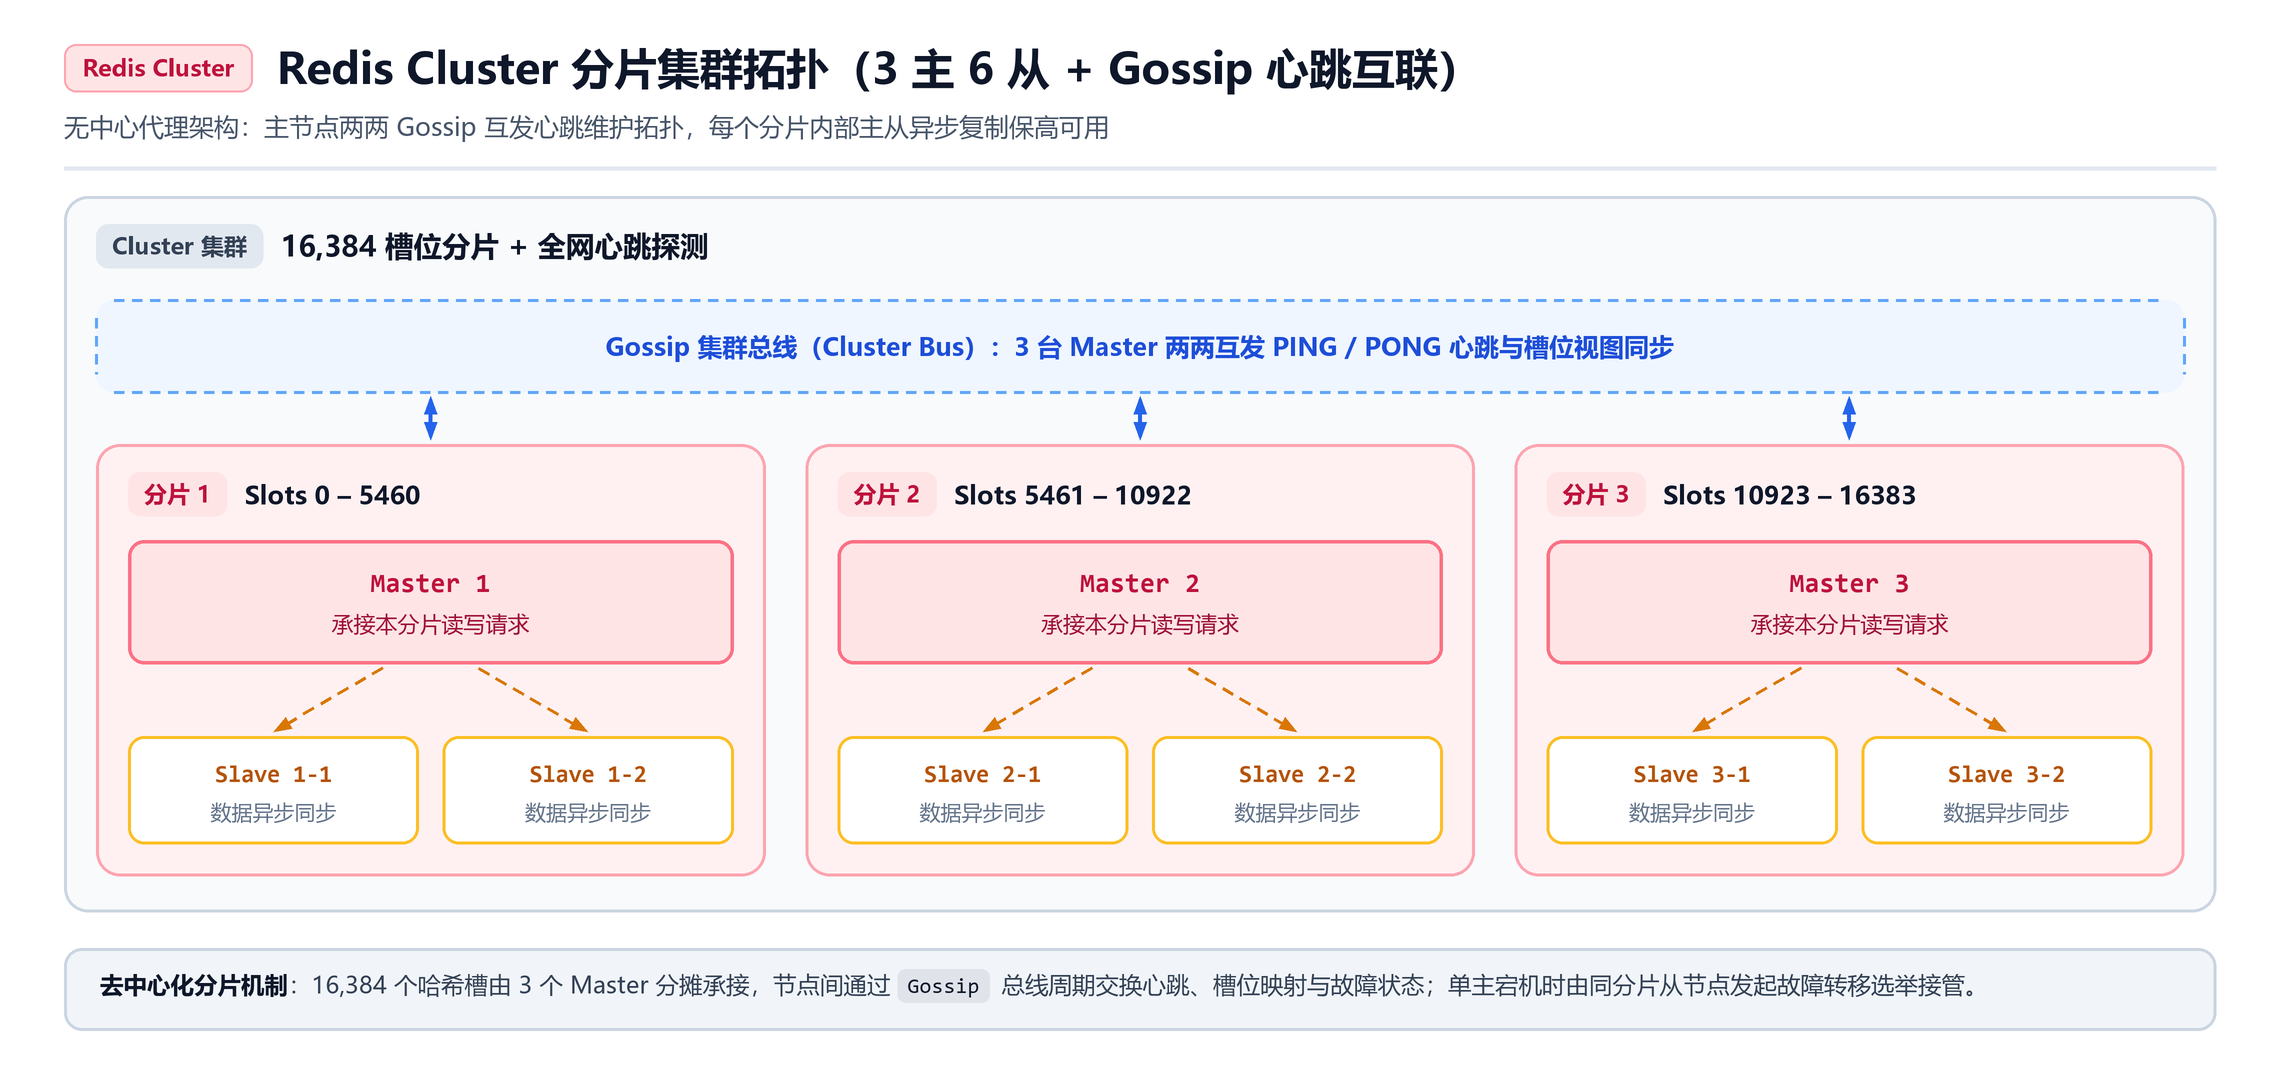 Redis Cluster
Redis Cluster 分片集群拓扑（3 主 6 从 + Gossip 心跳互联）
无中心代理架构：主节点两两 Gossip 互发心跳维护拓扑，每个分片内部主从异步复制保高可用
Cluster 集群
16,384 槽位分片 + 全网心跳探测
Gossip 集群总线（Cluster Bus）：3 台 Master 两两互发 PING / PONG 心跳与槽位视图同步
分片 1
Slots 0 – 5460
Master 1
承接本分片读写请求
Slave 1-1
数据异步同步
Slave 1-2
数据异步同步
分片 2
Slots 5461 – 10922
Master 2
承接本分片读写请求
Slave 2-1
数据异步同步
Slave 2-2
数据异步同步
分片 3
Slots 10923 – 16383
Master 3
承接本分片读写请求
Slave 3-1
数据异步同步
Slave 3-2
数据异步同步
去中心化分片机制：16,384 个哈希槽由 3 个 Master 分摊承接，节点间通过 Gossip 总线周期交换心跳、槽位映射与故障状态；单主宕机时由同分片从节点发起故障转移选举接管。